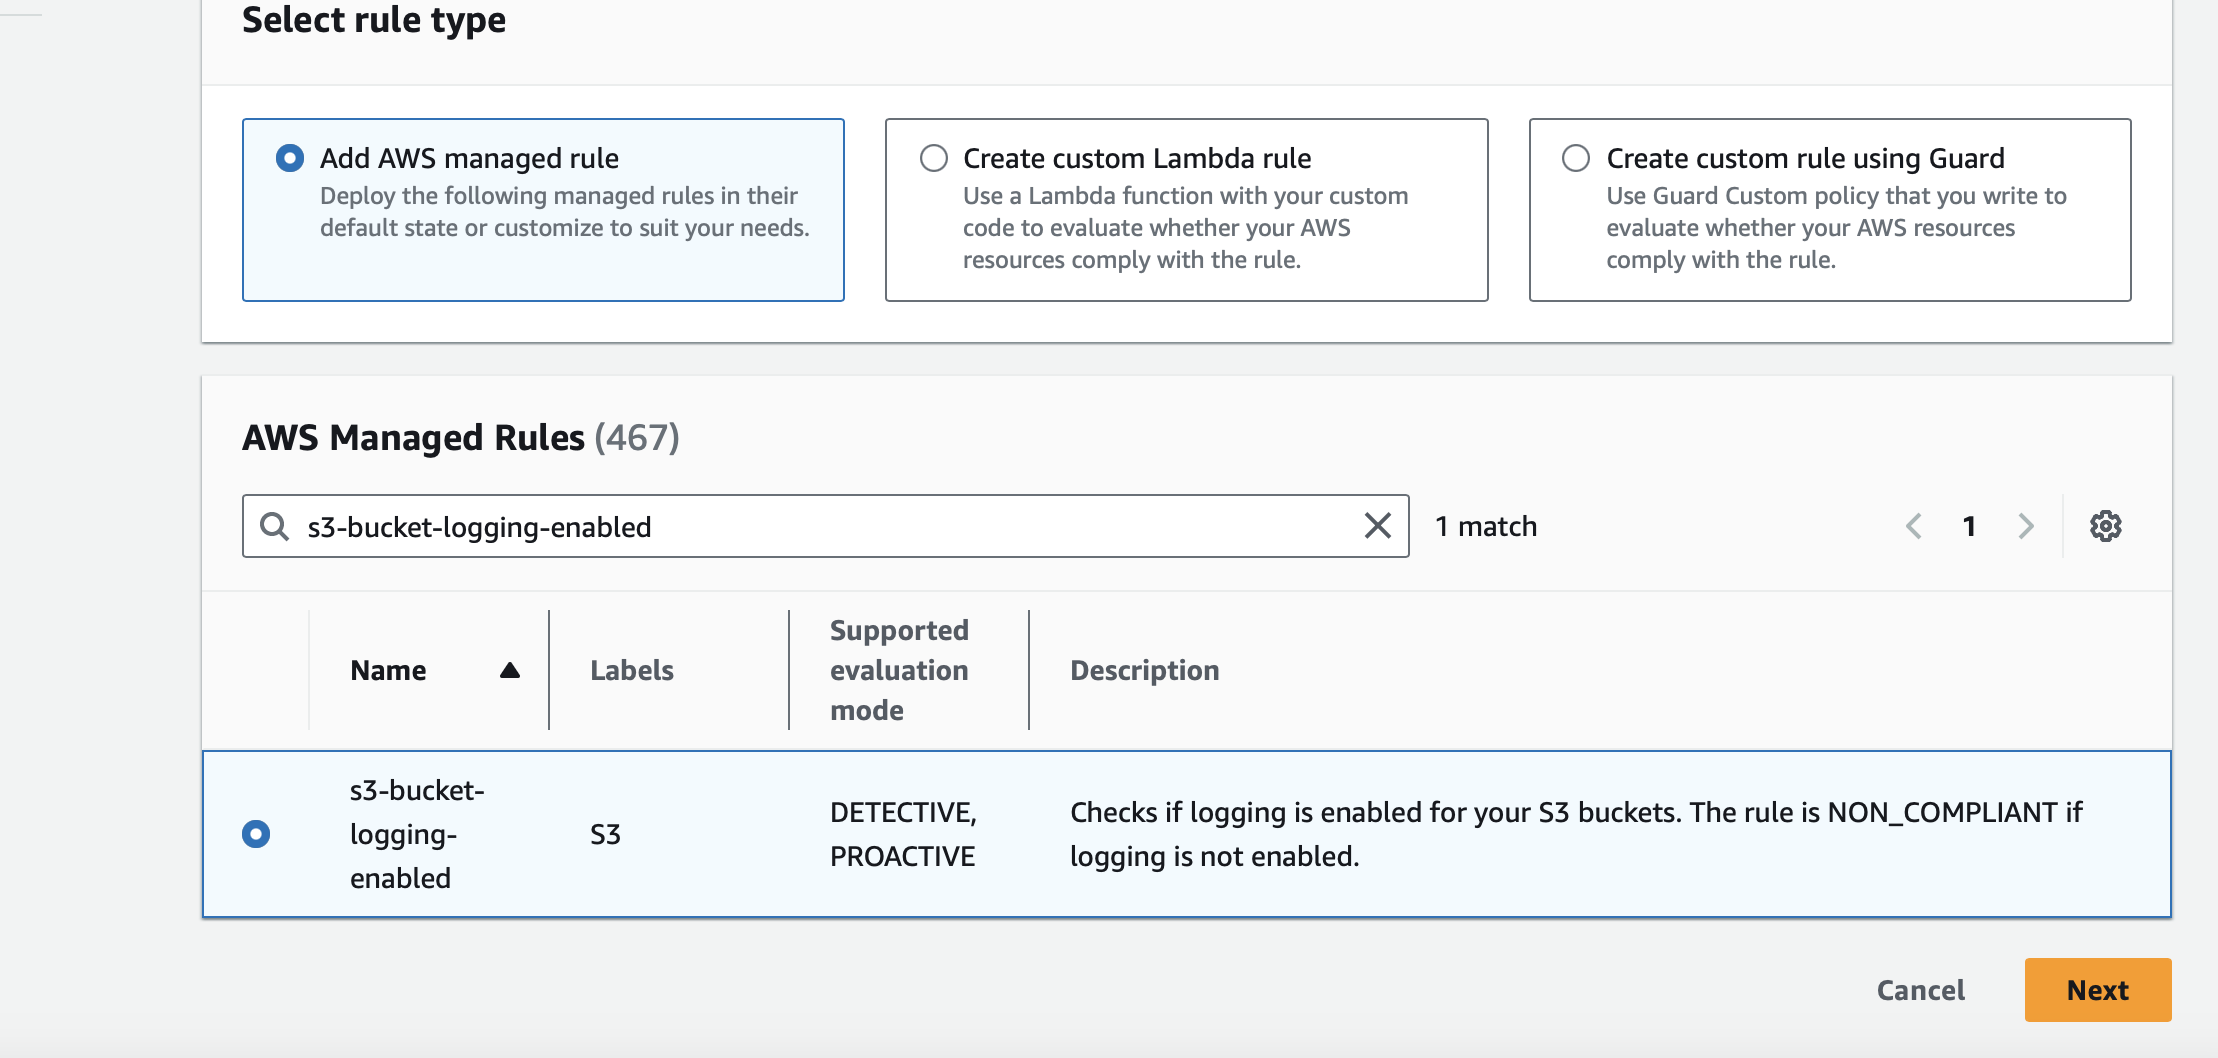 Select rule type
Add AWS managed rule
Deploy the following managed rules in their
default state or customize to suit your needs.
Create custom Lambda rule
Use a Lambda function with your custom
code to evaluate whether your AWS
resources comply with the rule.
Create custom rule using Guard
Use Guard Custom policy that you write to
evaluate whether your AWS resources
comply with the rule.
AWS Managed Rules (467)
s3-bucket-logging-enabled
1 match
1
Name
Labels
Supported
evaluation
mode
Description
s3-bucket-
logging-
enabled
S3
DETECTIVE,
PROACTIVE
Checks if logging is enabled for your S3 buckets. The rule is NON_COMPLIANT if
logging is not enabled.
Cancel
Next